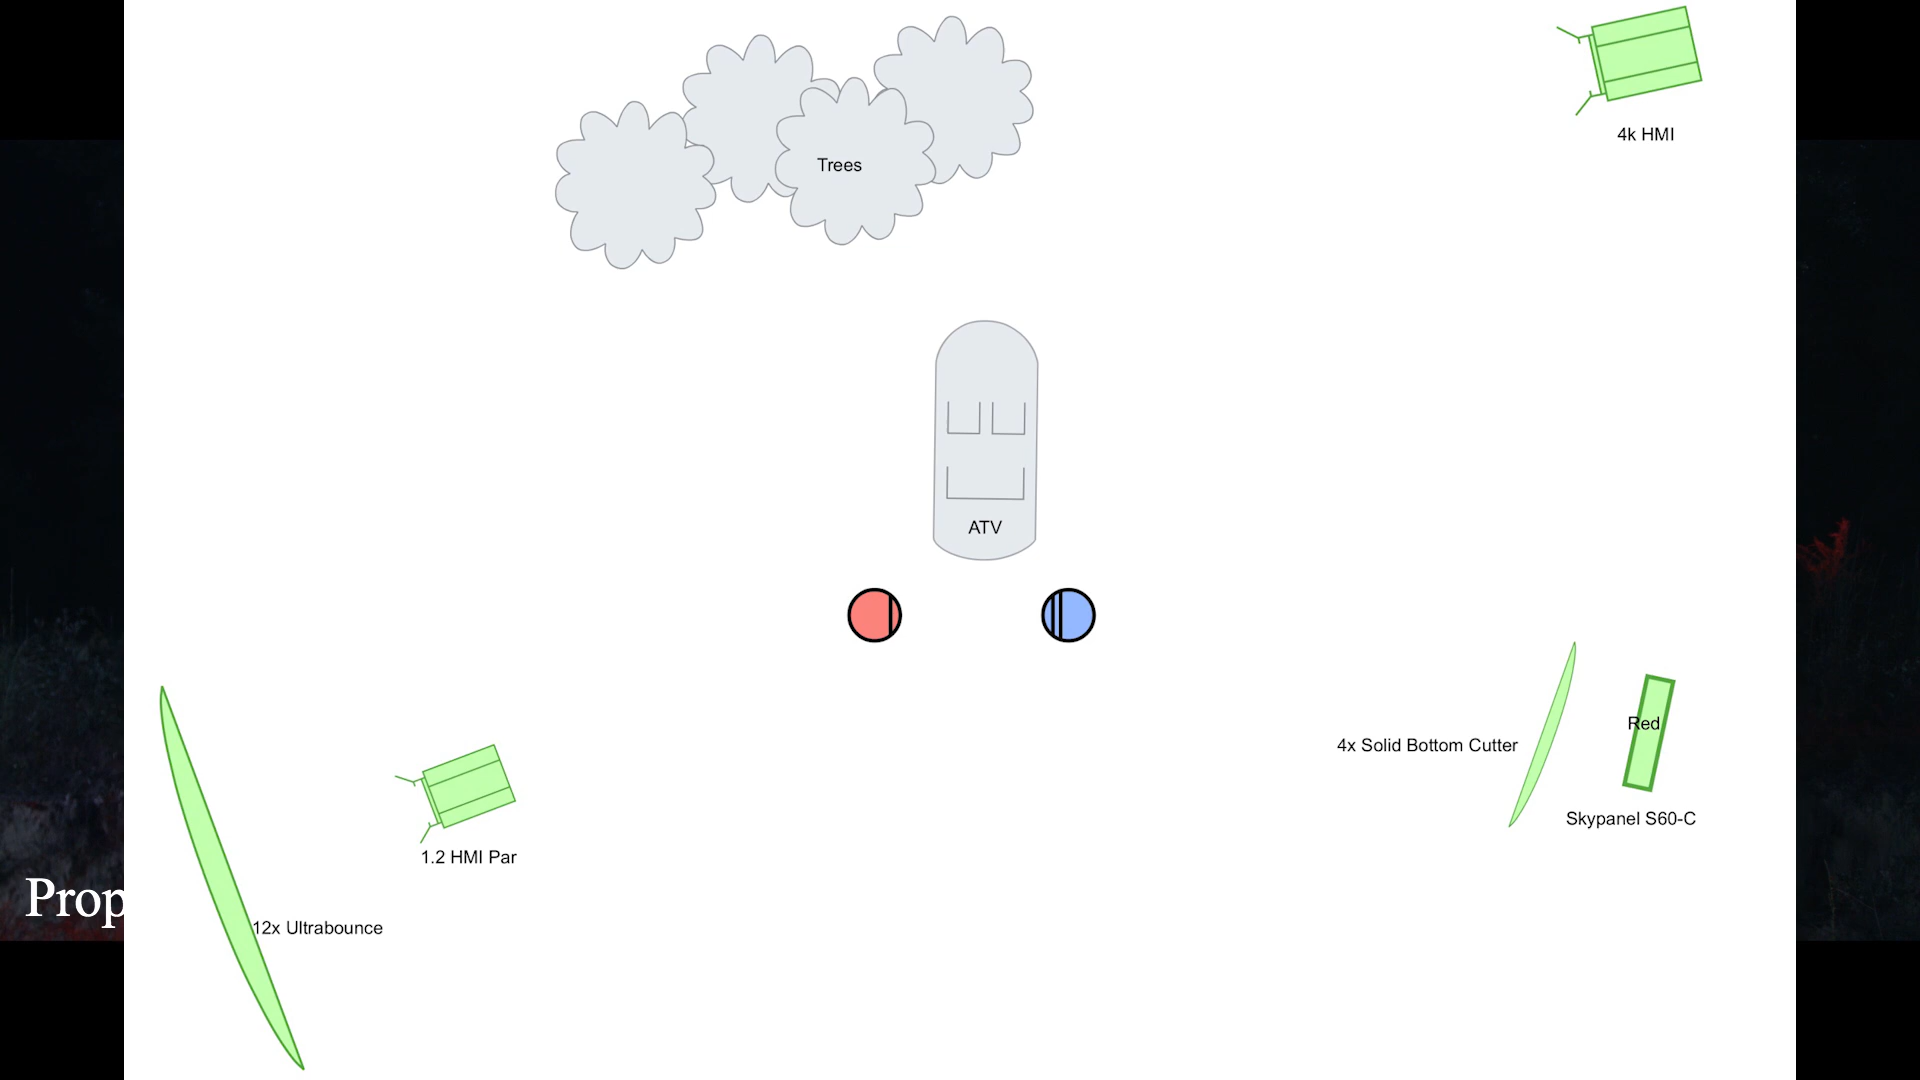 4k HMI
Trees
ATV
Red
4x Solid Bottom Cutter
Skypanel S60-C
1.2 HMI Par
Prop
12x Ultrabounce